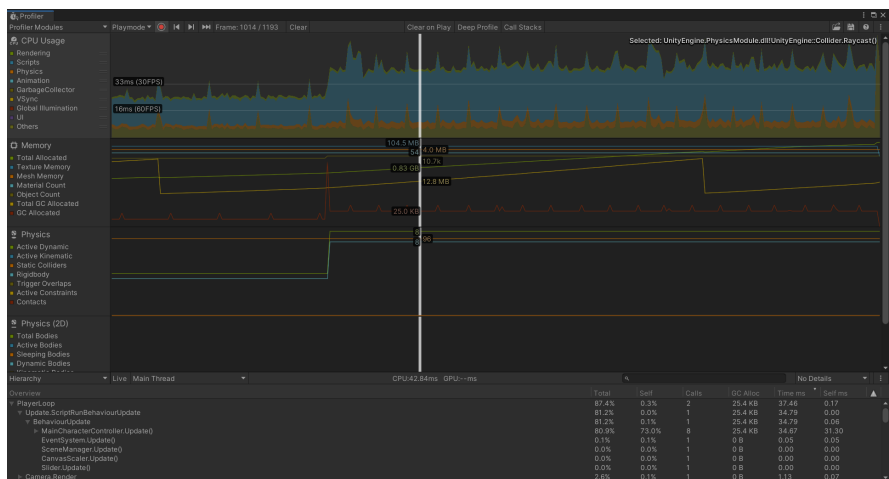 Profiler
Profiler Modules Playmode Frame: 1014 / 1193 Clear Clear on Play Deep Profile Call Stacks
CPU Usage
Rendering
Scripts
Physics
Animation
GarbageCollector
VSync
Global Illumination
UI
Others
Selected: UnityEngine.PhysicsModule.dll!UnityEngine::Collider.Raycast()
33ms (30FPS)
16ms (60FPS)
Memory
Total Allocated
Texture Memory
Mesh Memory
Material Count
Object Count
Total GC Allocated
GC Allocated
104.5 MB
54
4.0 MB
10.7k
0.83 GB
12.8 MB
25.0 KB
Physics
Active Dynamic
Active Kinematic
Static Colliders
Rigidbody
Trigger Overlaps
Active Constraints
Contacts
8
96
8
Physics (2D)
Total Bodies
Active Bodies
Sleeping Bodies
Dynamic Bodies
Hierarchy Live Main Thread CPU:42.84ms GPU:--ms No Details
Overview Total Self Calls GC Alloc Time ms Self ms
PlayerLoop 87.4% 0.3% 2 25.4 KB 37.46 0.17
Update.ScriptRunBehaviourUpdate 81.2% 0.0% 1 25.4 KB 34.79 0.00
BehaviourUpdate 81.2% 0.1% 1 25.4 KB 34.79 0.06
MainCharacterController.Update() 80.9% 73.0% 8 25.4 KB 34.67 31.30
EventSystem.Update() 0.1% 0.1% 1 0 B 0.05 0.05
SceneManager.Update() 0.0% 0.0% 1 0 B 0.00 0.00
CanvasScaler.Update() 0.0% 0.0% 1 0 B 0.00 0.00
Slider.Update() 0.0% 0.0% 1 0 B 0.00 0.00
Camera.Render 2.6% 0.1% 1 0 B 1.13 0.07